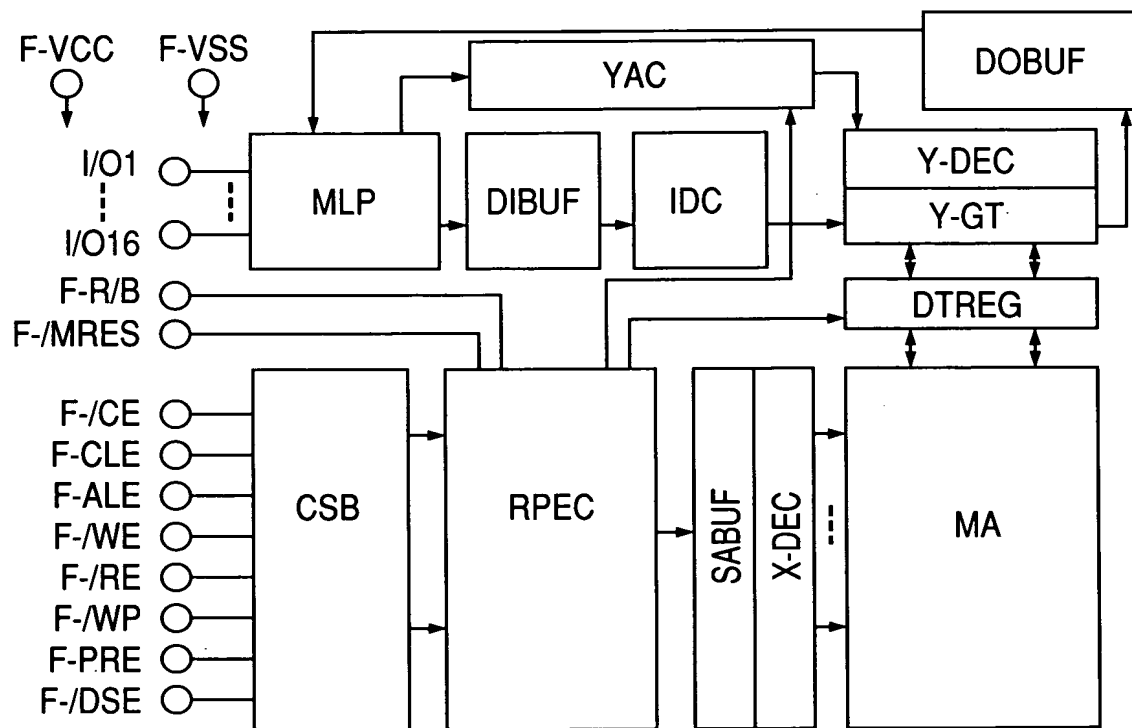 F-VCC
F-VSS
YAC
DOBUF
I/O1
I/O16
MLP
DIBUF
IDC
Y-DEC
Y-GT
F-R/B
F-/MRES
DTREG
F-/CE
F-CLE
F-ALE
F-/WE
F-/RE
F-/WP
F-PRE
F-/DSE
CSB
RPEC
SABUF
X-DEC
MA